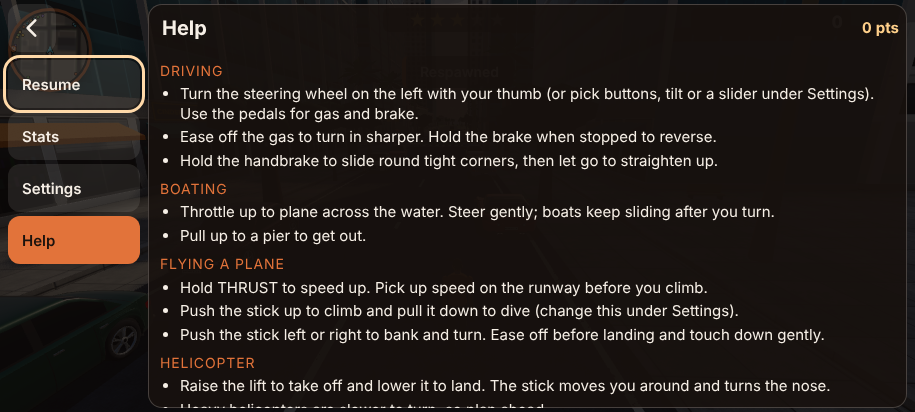 Help
0 pts
Resume
Stats
Settings
Help
DRIVING
• Turn the steering wheel on the left with your thumb (or pick buttons, tilt or a slider under Settings).
Use the pedals for gas and brake.
• Ease off the gas to turn in sharper. Hold the brake when stopped to reverse.
• Hold the handbrake to slide round tight corners, then let go to straighten up.
BOATING
• Throttle up to plane across the water. Steer gently; boats keep sliding after you turn.
• Pull up to a pier to get out.
FLYING A PLANE
• Hold THRUST to speed up. Pick up speed on the runway before you climb.
• Push the stick up to climb and pull it down to dive (change this under Settings).
• Push the stick left or right to bank and turn. Ease off before landing and touch down gently.
HELICOPTER
• Raise the lift to take off and lower it to land. The stick moves you around and turns the nose.